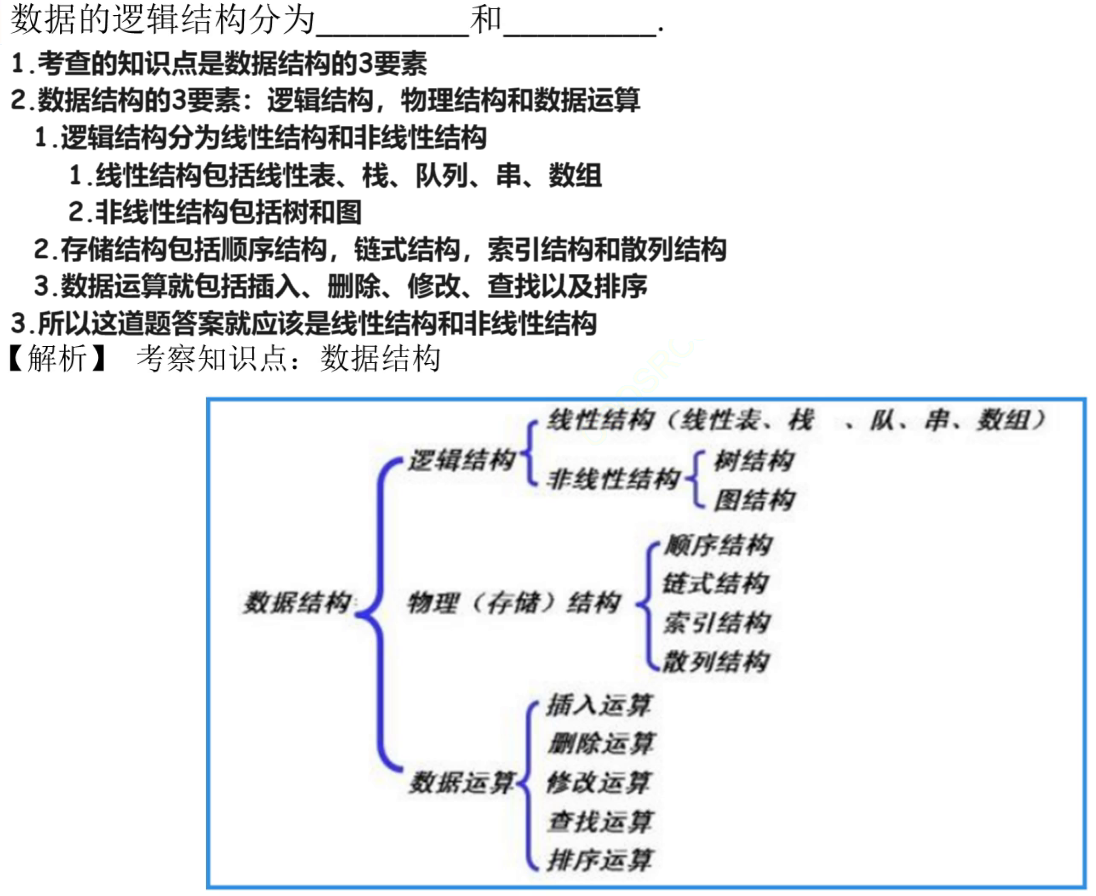 数据的逻辑结构分为__________和__________.
1.考查的知识点是数据结构的3要素
2.数据结构的3要素：逻辑结构，物理结构和数据运算
1.逻辑结构分为线性结构和非线性结构
1.线性结构包括线性表、栈、队列、串、数组
2.非线性结构包括树和图
2.存储结构包括顺序结构，链式结构，索引结构和散列结构
3.数据运算就包括插入、删除、修改、查找以及排序
3.所以这道题答案就应该是线性结构和非线性结构
【解析】 考察知识点：数据结构
线性结构（线性表、栈 、队、串、数组）
逻辑结构
非线性结构
树结构
图结构
数据结构:
物理（存储）结构
顺序结构
链式结构
索引结构
散列结构
数据运算
插入运算
删除运算
修改运算
查找运算
排序运算